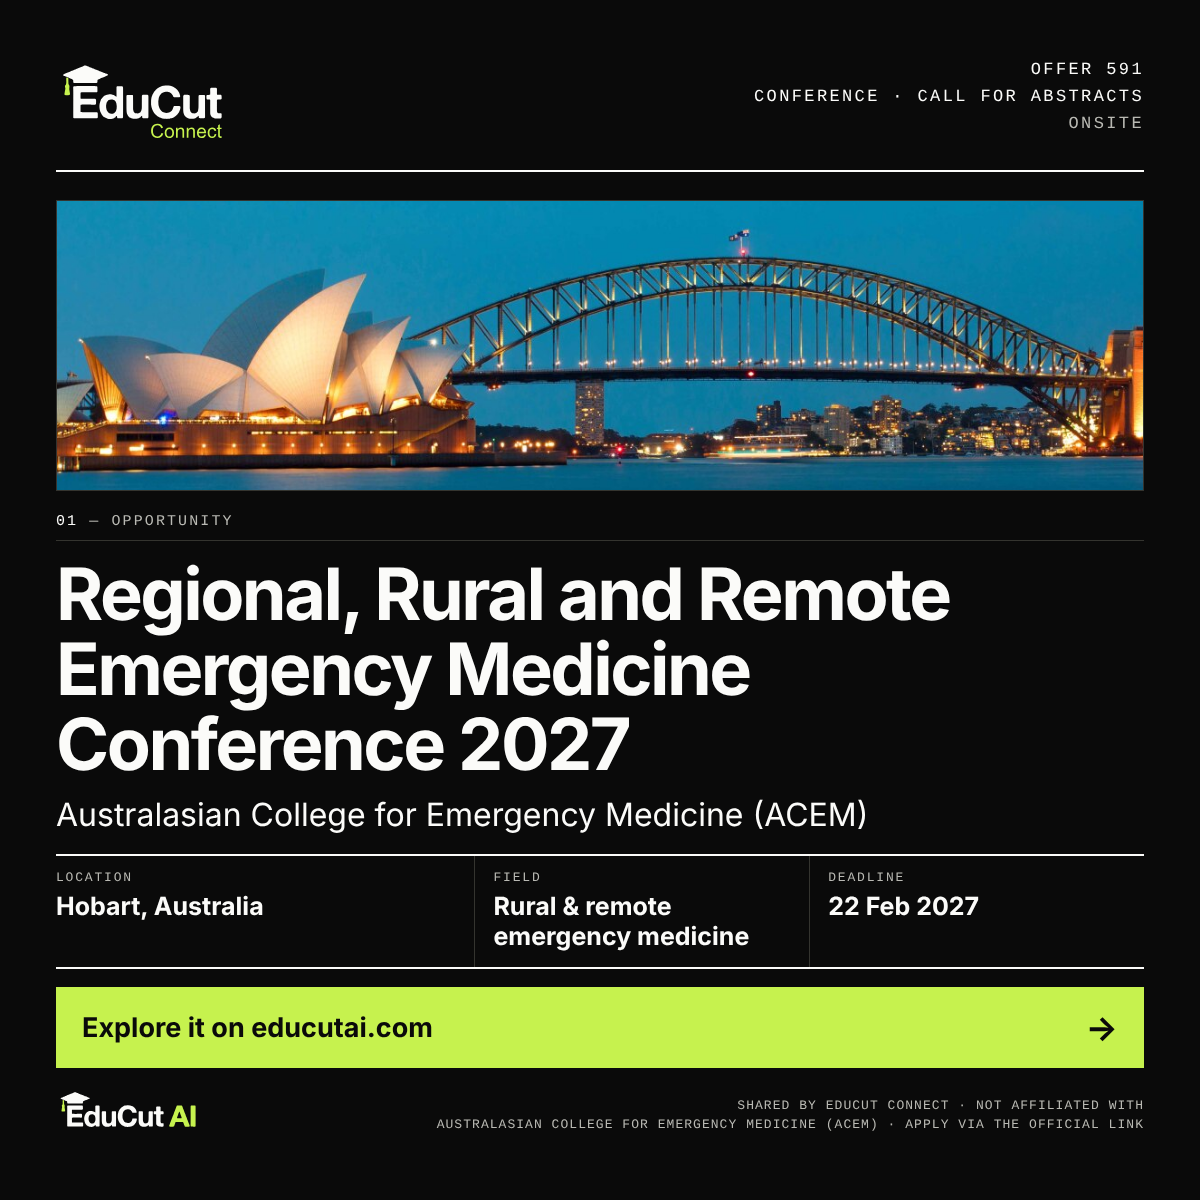 EduCut
Connect
OFFER 591
CONFERENCE · CALL FOR ABSTRACTS
ONSITE
01 — OPPORTUNITY
Regional, Rural and Remote
Emergency Medicine
Conference 2027
Australasian College for Emergency Medicine (ACEM)
LOCATION
Hobart, Australia
FIELD
Rural & remote
emergency medicine
DEADLINE
22 Feb 2027
Explore it on educutai.com →
EduCut AI
SHARED BY EDUCUT CONNECT · NOT AFFILIATED WITH
AUSTRALASIAN COLLEGE FOR EMERGENCY MEDICINE (ACEM) · APPLY VIA THE OFFICIAL LINK